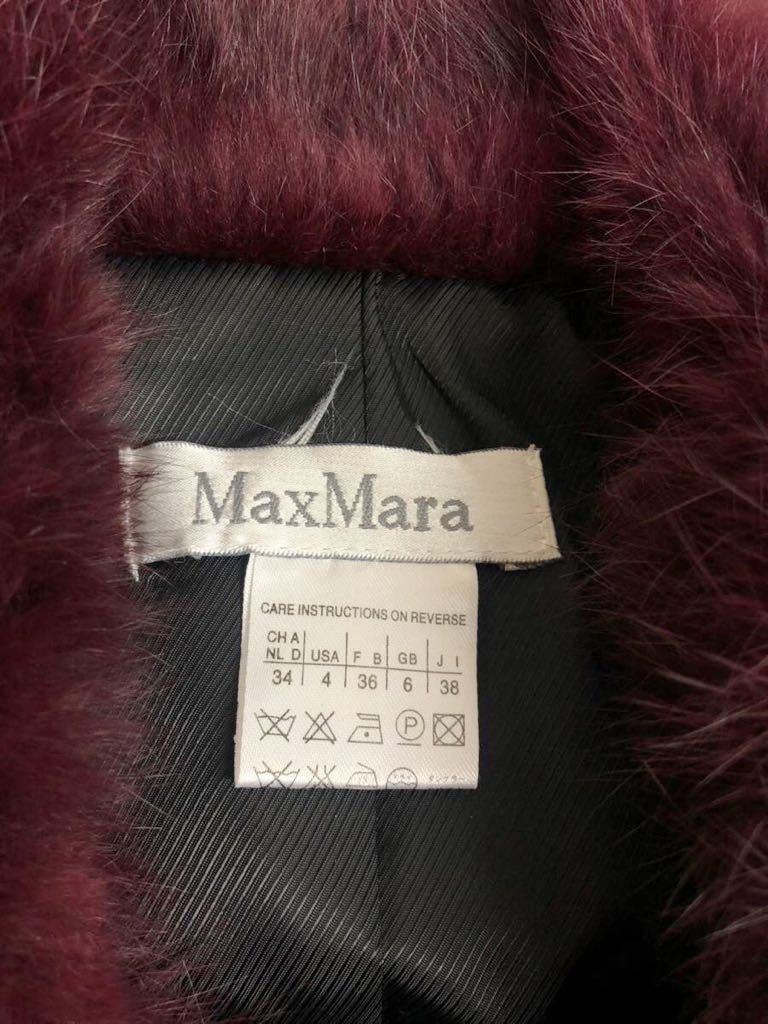 MaxMara
CARE INSTRUCTIONS ON REVERSE
CH A
NL D USA F B GB J I
34 4 36 6 38
P